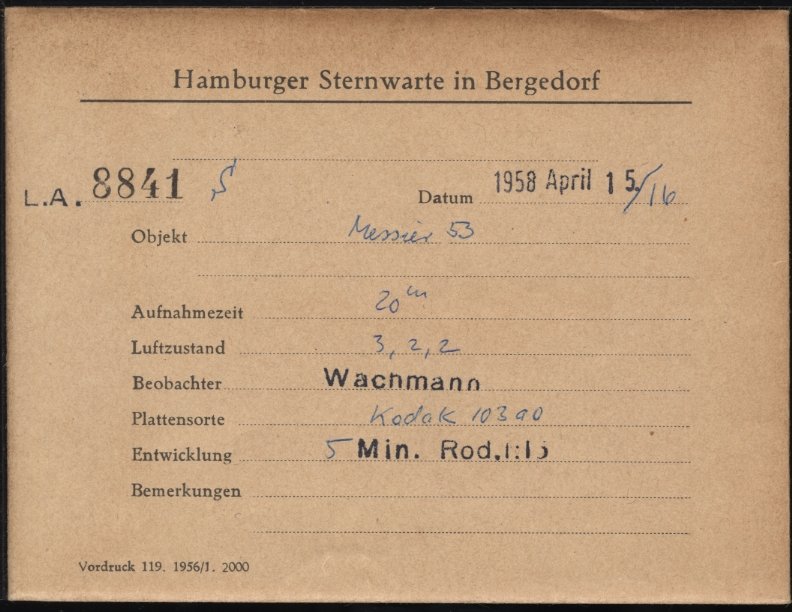 Hamburger Sternwarte in Bergedorf
L.A. 8841 S Datum 1958 April 15./16
Objekt Messier 53
Aufnahmezeit 20m
Luftzustand 3, 2, 2
Beobachter Wachmann
Plattensorte Kodak 103a0
Entwicklung 5 Min. Rod.1:15
Bemerkungen
Vordruck 119. 1956/1. 2000